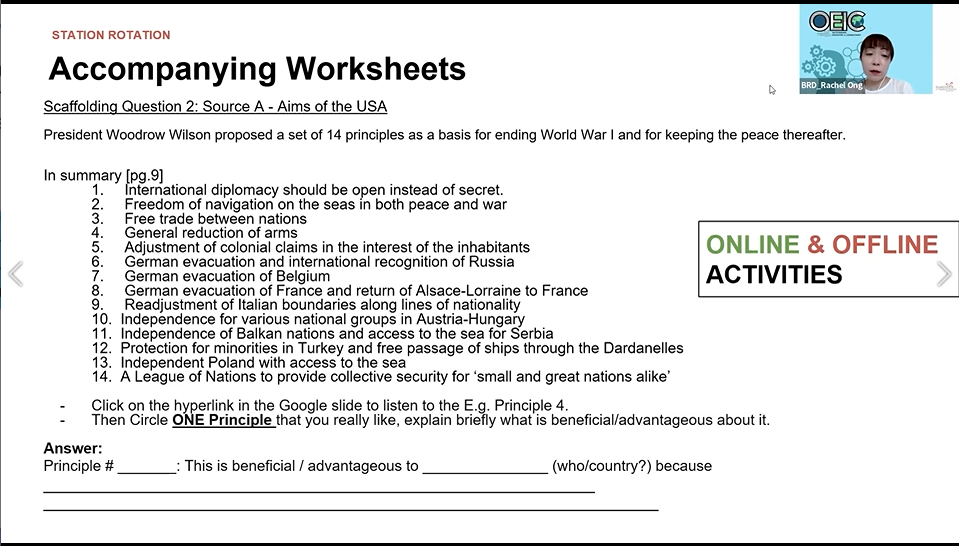 STATION ROTATION
Accompanying Worksheets
OEIC
BRD_Rachel Ong
Scaffolding Question 2: Source A - Aims of the USA
President Woodrow Wilson proposed a set of 14 principles as a basis for ending World War I and for keeping the peace thereafter.
In summary [pg.9]
1. International diplomacy should be open instead of secret.
2. Freedom of navigation on the seas in both peace and war
3. Free trade between nations
4. General reduction of arms
5. Adjustment of colonial claims in the interest of the inhabitants
6. German evacuation and international recognition of Russia
7. German evacuation of Belgium
8. German evacuation of France and return of Alsace-Lorraine to France
9. Readjustment of Italian boundaries along lines of nationality
10. Independence for various national groups in Austria-Hungary
11. Independence of Balkan nations and access to the sea for Serbia
12. Protection for minorities in Turkey and free passage of ships through the Dardanelles
13. Independent Poland with access to the sea
14. A League of Nations to provide collective security for ‘small and great nations alike’
ONLINE & OFFLINE
ACTIVITIES
- Click on the hyperlink in the Google slide to listen to the E.g. Principle 4.
- Then Circle ONE Principle that you really like, explain briefly what is beneficial/advantageous about it.
Answer:
Principle # _______: This is beneficial / advantageous to _______________ (who/country?) because